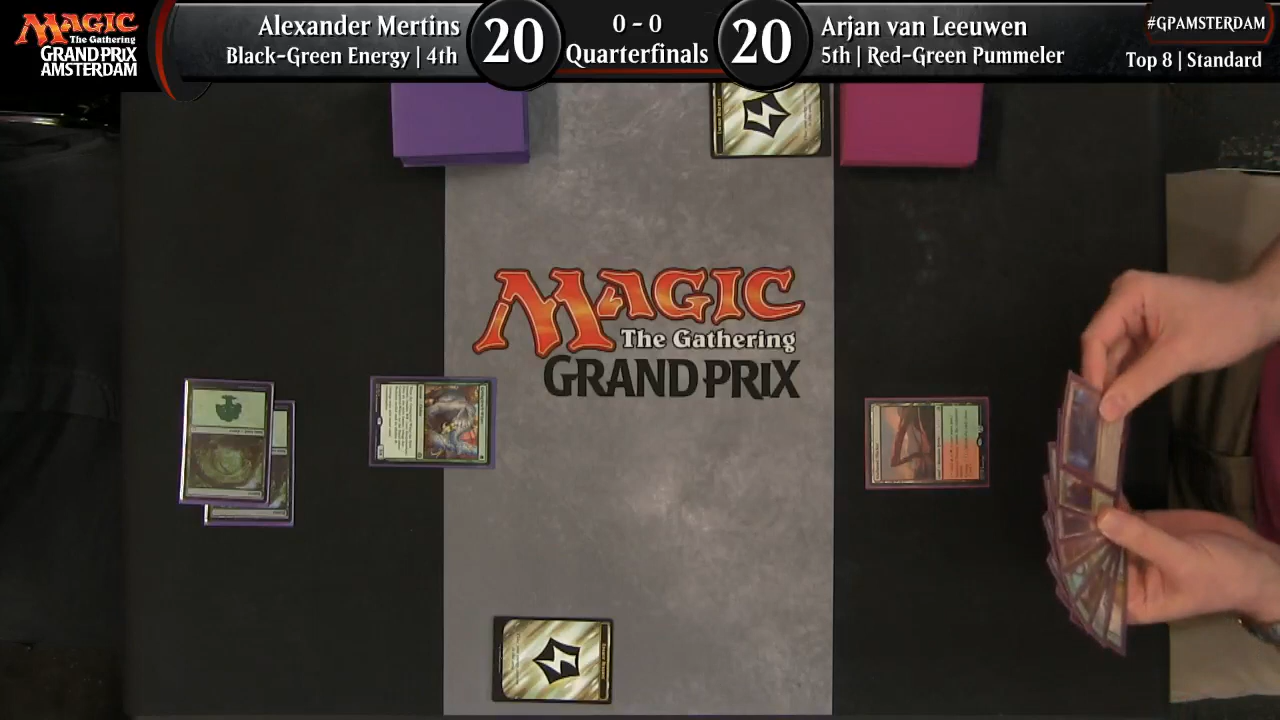 MAGIC
The Gathering
GRAND PRIX
AMSTERDAM
Alexander Mertins
Black-Green Energy | 4th
20
0 - 0
Quarterfinals
20
Arjan van Leeuwen
5th | Red-Green Pummeler
#GPAMSTERDAM
Top 8 | Standard
MAGIC
The Gathering
GRAND PRIX